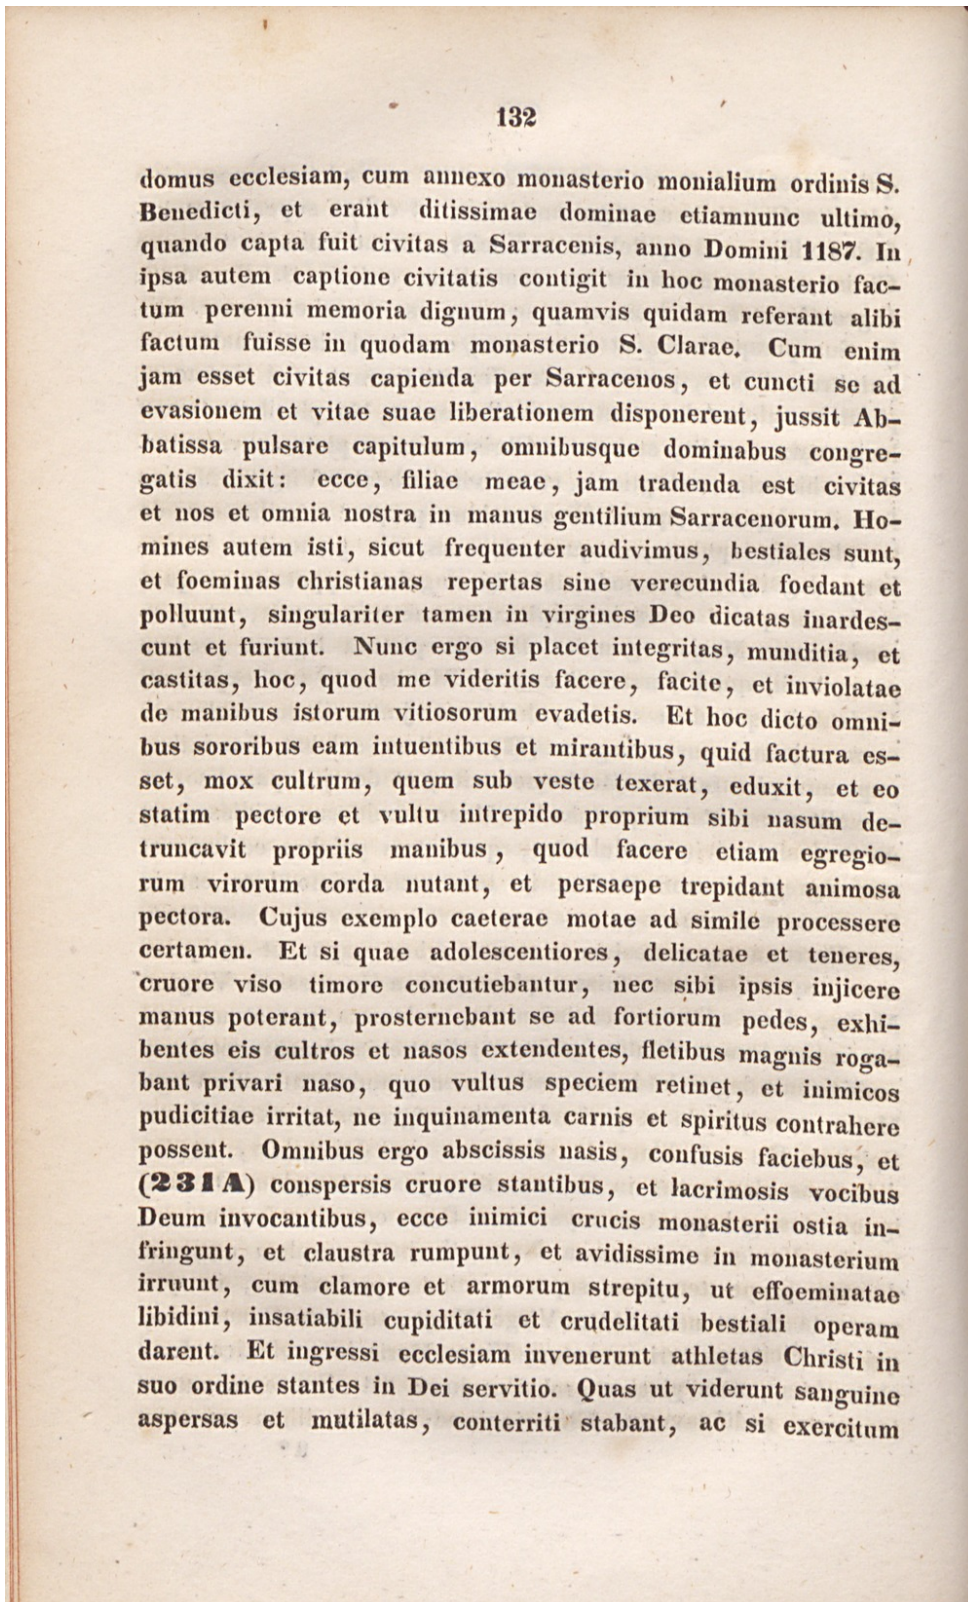 132
domus ecclesiam, cum annexo monasterio monialium ordinis S.
Benedicti, et erant ditissimae dominae etiamnunc ultimo,
quando capta fuit civitas a Sarracenis, anno Domini 1187. In
ipsa autem captione civitatis contigit in hoc monasterio fac-
tum perenni memoria dignum, quamvis quidam referant alibi
factum fuisse in quodam monasterio S. Clarae. Cum enim
jam esset civitas capienda per Sarracenos, et cuncti se ad
evasionem et vitae suae liberationem disponerent, jussit Ab-
batissa pulsare capitulum, omnibusque dominabus congre-
gatis dixit: ecce, filiae meae, jam tradenda est civitas
et nos et omnia nostra in manus gentilium Sarracenorum. Ho-
mines autem isti, sicut frequenter audivimus, bestiales sunt,
et foeminas christianas repertas sine verecundia foedant et
polluunt, singulariter tamen in virgines Deo dicatas inardes-
cunt et furiunt. Nunc ergo si placet integritas, munditia, et
castitas, hoc, quod me videritis facere, facite, et inviolatae
de manibus istorum vitiosorum evadetis. Et hoc dicto omni-
bus sororibus eam intuentibus et mirantibus, quid factura es-
set, mox cultrum, quem sub veste texerat, eduxit, et eo
statim pectore et vultu intrepido proprium sibi nasum de-
truncavit propriis manibus, quod facere etiam egregio-
rum virorum corda nutant, et persaepe trepidant animosa
pectora. Cujus exemplo caeterae motae ad simile processere
certamen. Et si quae adolescentiores, delicatae et teneres,
cruore viso timore concutiebantur, nec sibi ipsis injicere
manus poterant, prosternebant se ad fortiorum pedes, exhi-
bentes eis cultros et nasos extendentes, fletibus magnis roga-
bant privari naso, quo vultus speciem retinet, et inimicos
pudicitiae irritat, ne inquinamenta carnis et spiritus contrahere
possent. Omnibus ergo abscissis nasis, confusis faciebus, et
(231 A) conspersis cruore stantibus, et lacrimosis vocibus
Deum invocantibus, ecce inimici crucis monasterii ostia in-
fringunt, et claustra rumpunt, et avidissime in monasterium
irruunt, cum clamore et armorum strepitu, ut effoeminatae
libidini, insatiabili cupiditati et crudelitati bestiali operam
darent. Et ingressi ecclesiam invenerunt athletas Christi in
suo ordine stantes in Dei servitio. Quas ut viderunt sanguine
aspersas et mutilatas, conterriti stabant, ac si exercitum